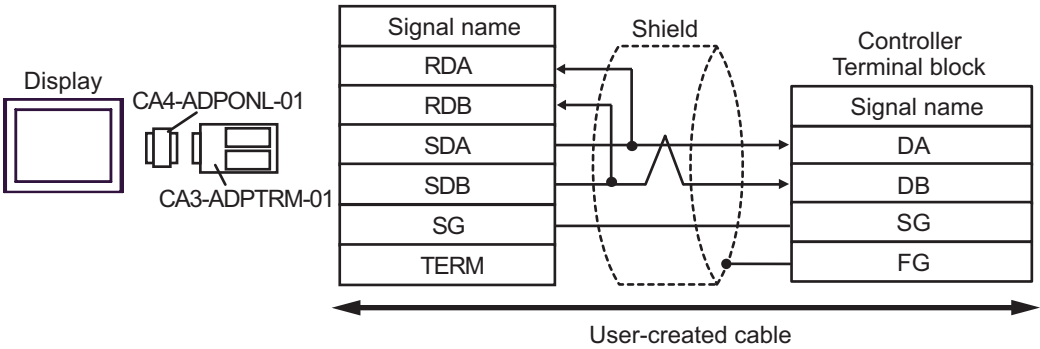 Display
CA4-ADPONL-01
CA3-ADPTRM-01
Signal name
RDA
RDB
SDA
SDB
SG
TERM
Shield
Controller
Terminal block
Signal name
DA
DB
SG
FG
User-created cable